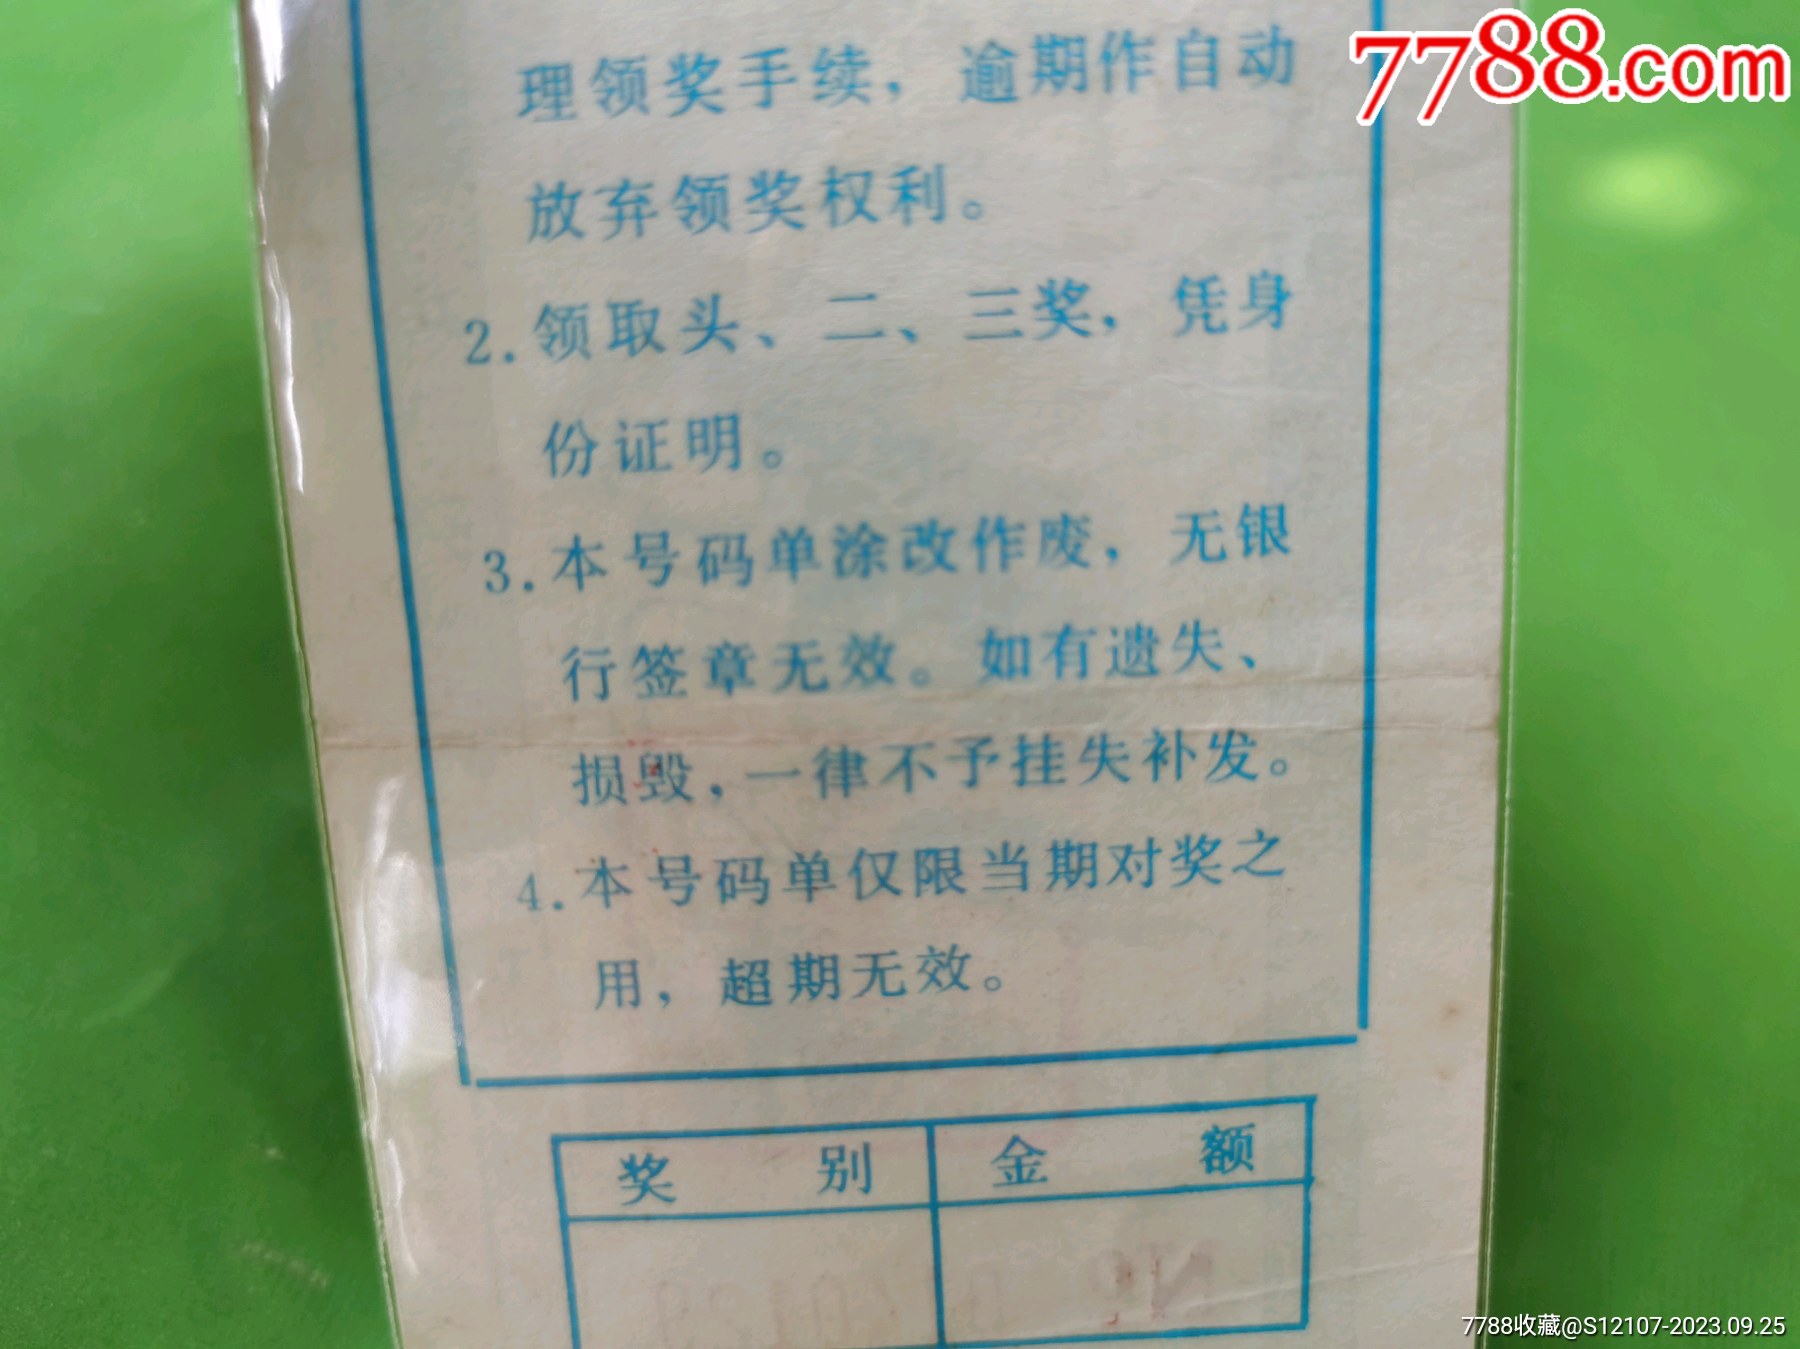 7788.com
理领奖手续，逾期作自动
放弃领奖权利。
2.领取头、二、三奖，凭身
份证明。
3.本号码单涂改作废，无银
行签章无效。如有遗失、
损毁，一律不予挂失补发。
4.本号码单仅限当期对奖之
用，超期无效。
奖 别 金 额
7788收藏@S12107-2023.09.25